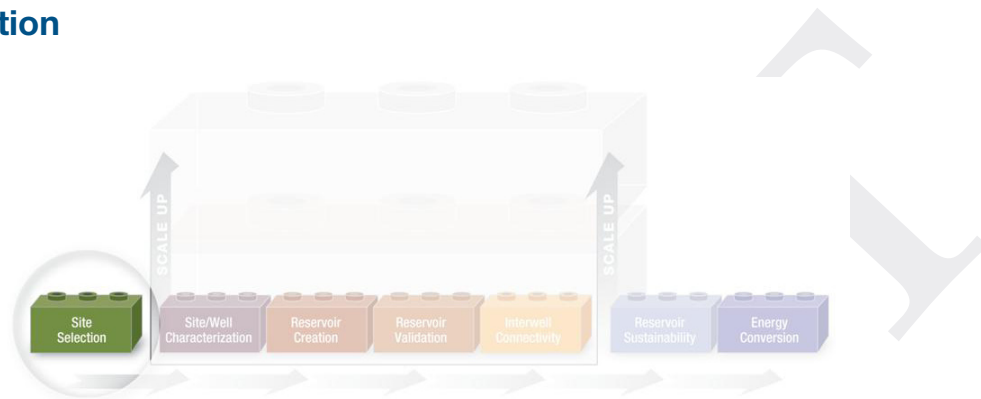 tion
SCALE UP
SCALE UP
Site
Selection
Site/Well
Characterization
Reservoir
Creation
Reservoir
Validation
Interwell
Connectivity
Reservoir
Sustainability
Energy
Conversion